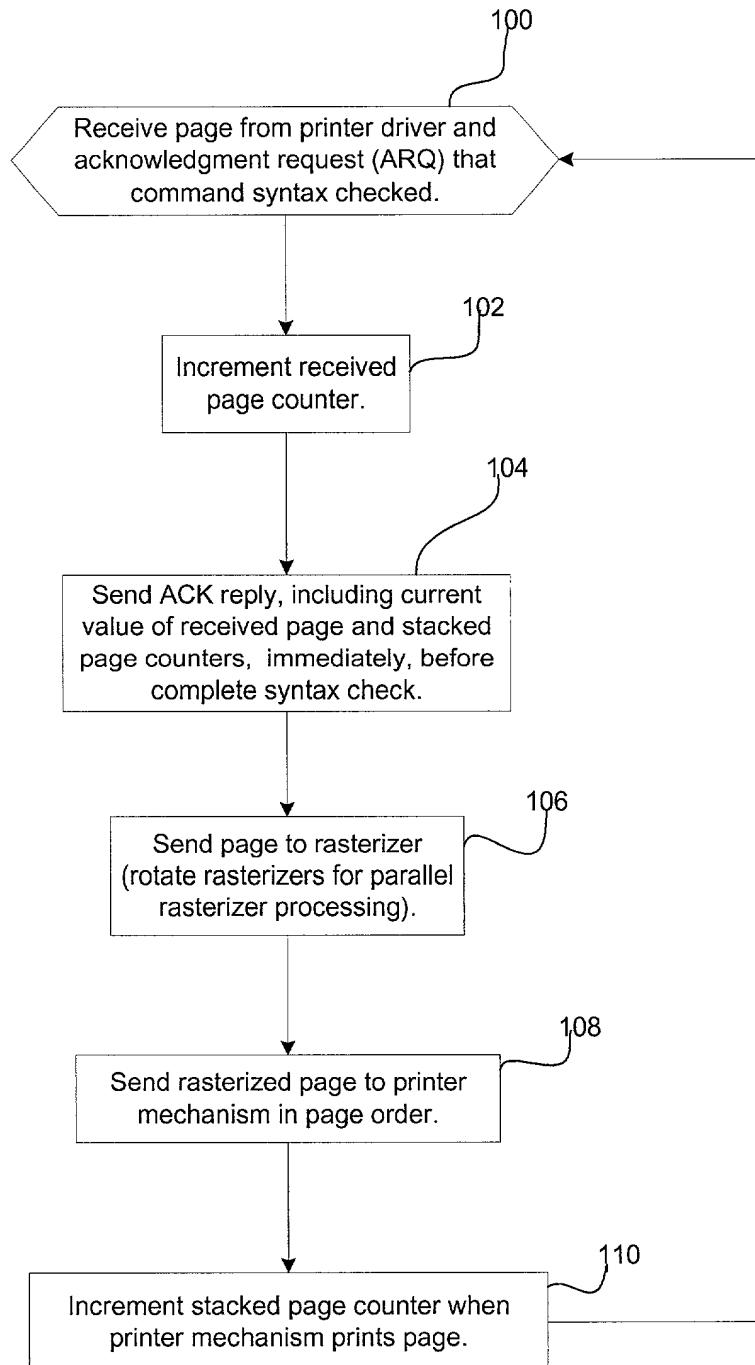 100
Receive page from printer driver and
acknowledgment request (ARQ) that
command syntax checked.
102
Increment received
page counter.
104
Send ACK reply, including current
value of received page and stacked
page counters, immediately, before
complete syntax check.
106
Send page to rasterizer
(rotate rasterizers for parallel
rasterizer processing).
108
Send rasterized page to printer
mechanism in page order.
110
Increment stacked page counter when
printer mechanism prints page.